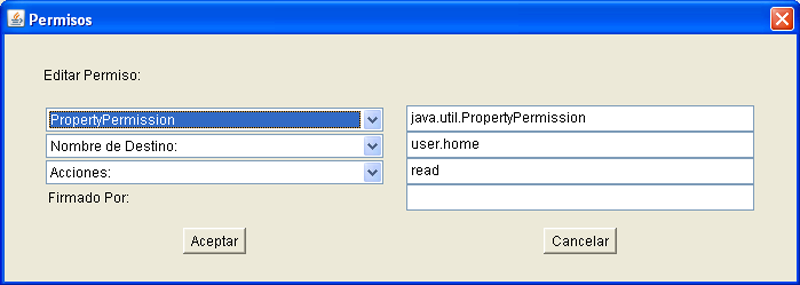 Permisos
Editar Permiso:
PropertyPermission java.util.PropertyPermission
Nombre de Destino: user.home
Acciones: read
Firmado Por:
Aceptar Cancelar